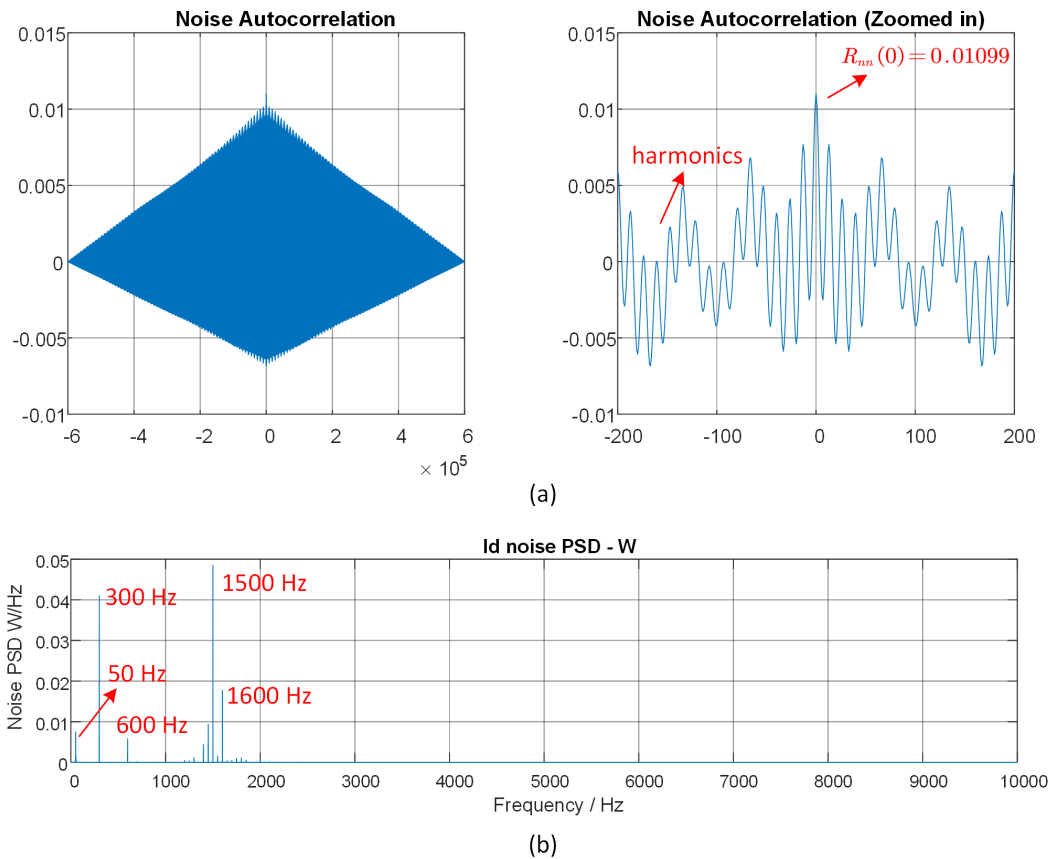 Noise Autocorrelation
0.015
0.01
0.005
0
-0.005
-0.01
-6 -4 -2 0 2 4 6
× 10^5
Noise Autocorrelation (Zoomed in)
R_{nn}(0)=0.01099
harmonics
0.015
0.01
0.005
0
-0.005
-0.01
-200 -100 0 100 200
(a)
Id noise PSD - W
Noise PSD W/Hz
0.05
0.04
0.03
0.02
0.01
0
300 Hz
50 Hz
600 Hz
1500 Hz
1600 Hz
0 1000 2000 3000 4000 5000 6000 7000 8000 9000 10000
Frequency / Hz
(b)